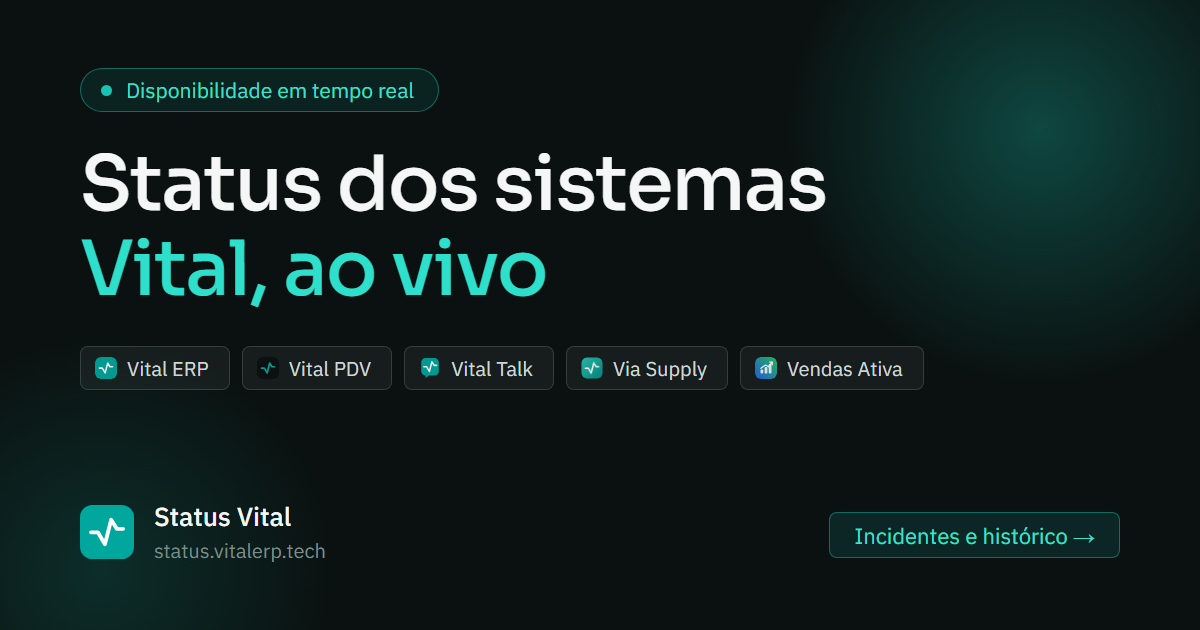 Disponibilidade em tempo real
Status dos sistemas
Vital, ao vivo
Vital ERP
Vital PDV
Vital Talk
Via Supply
Vendas Ativa
Status Vital
status.vitalerp.tech
Incidentes e histórico →